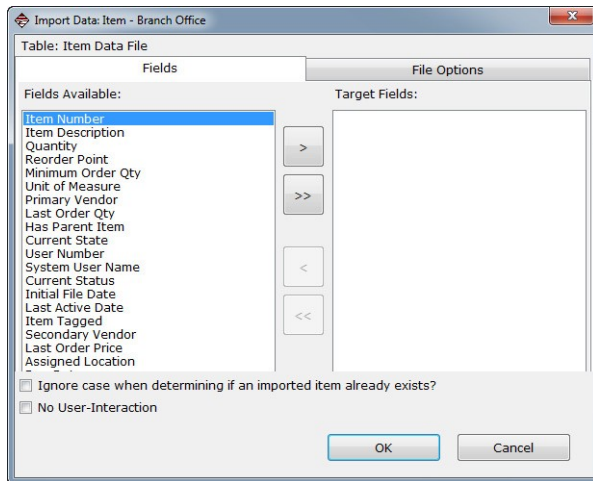 Import Data: Item - Branch Office
Table: Item Data File
Fields
File Options
Fields Available:
Target Fields:
Item Number
Item Description
Quantity
Reorder Point
Minimum Order Qty
Unit of Measure
Primary Vendor
Last Order Qty
Has Parent Item
Current State
User Number
System User Name
Current Status
Initial File Date
Last Active Date
Item Tagged
Secondary Vendor
Last Order Price
Assigned Location
>
>>
<
<<
Ignore case when determining if an imported item already exists?
No User-Interaction
OK
Cancel